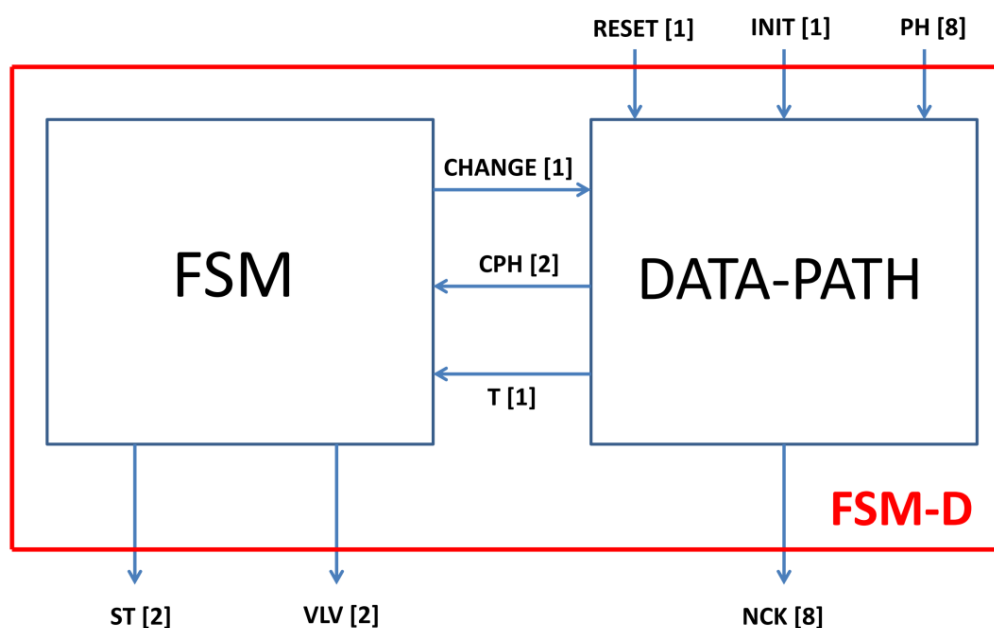 RESET [1] INIT [1] PH [8]
CHANGE [1]
FSM
CPH [2]
DATA-PATH
T [1]
FSM-D
ST [2] VLV [2] NCK [8]